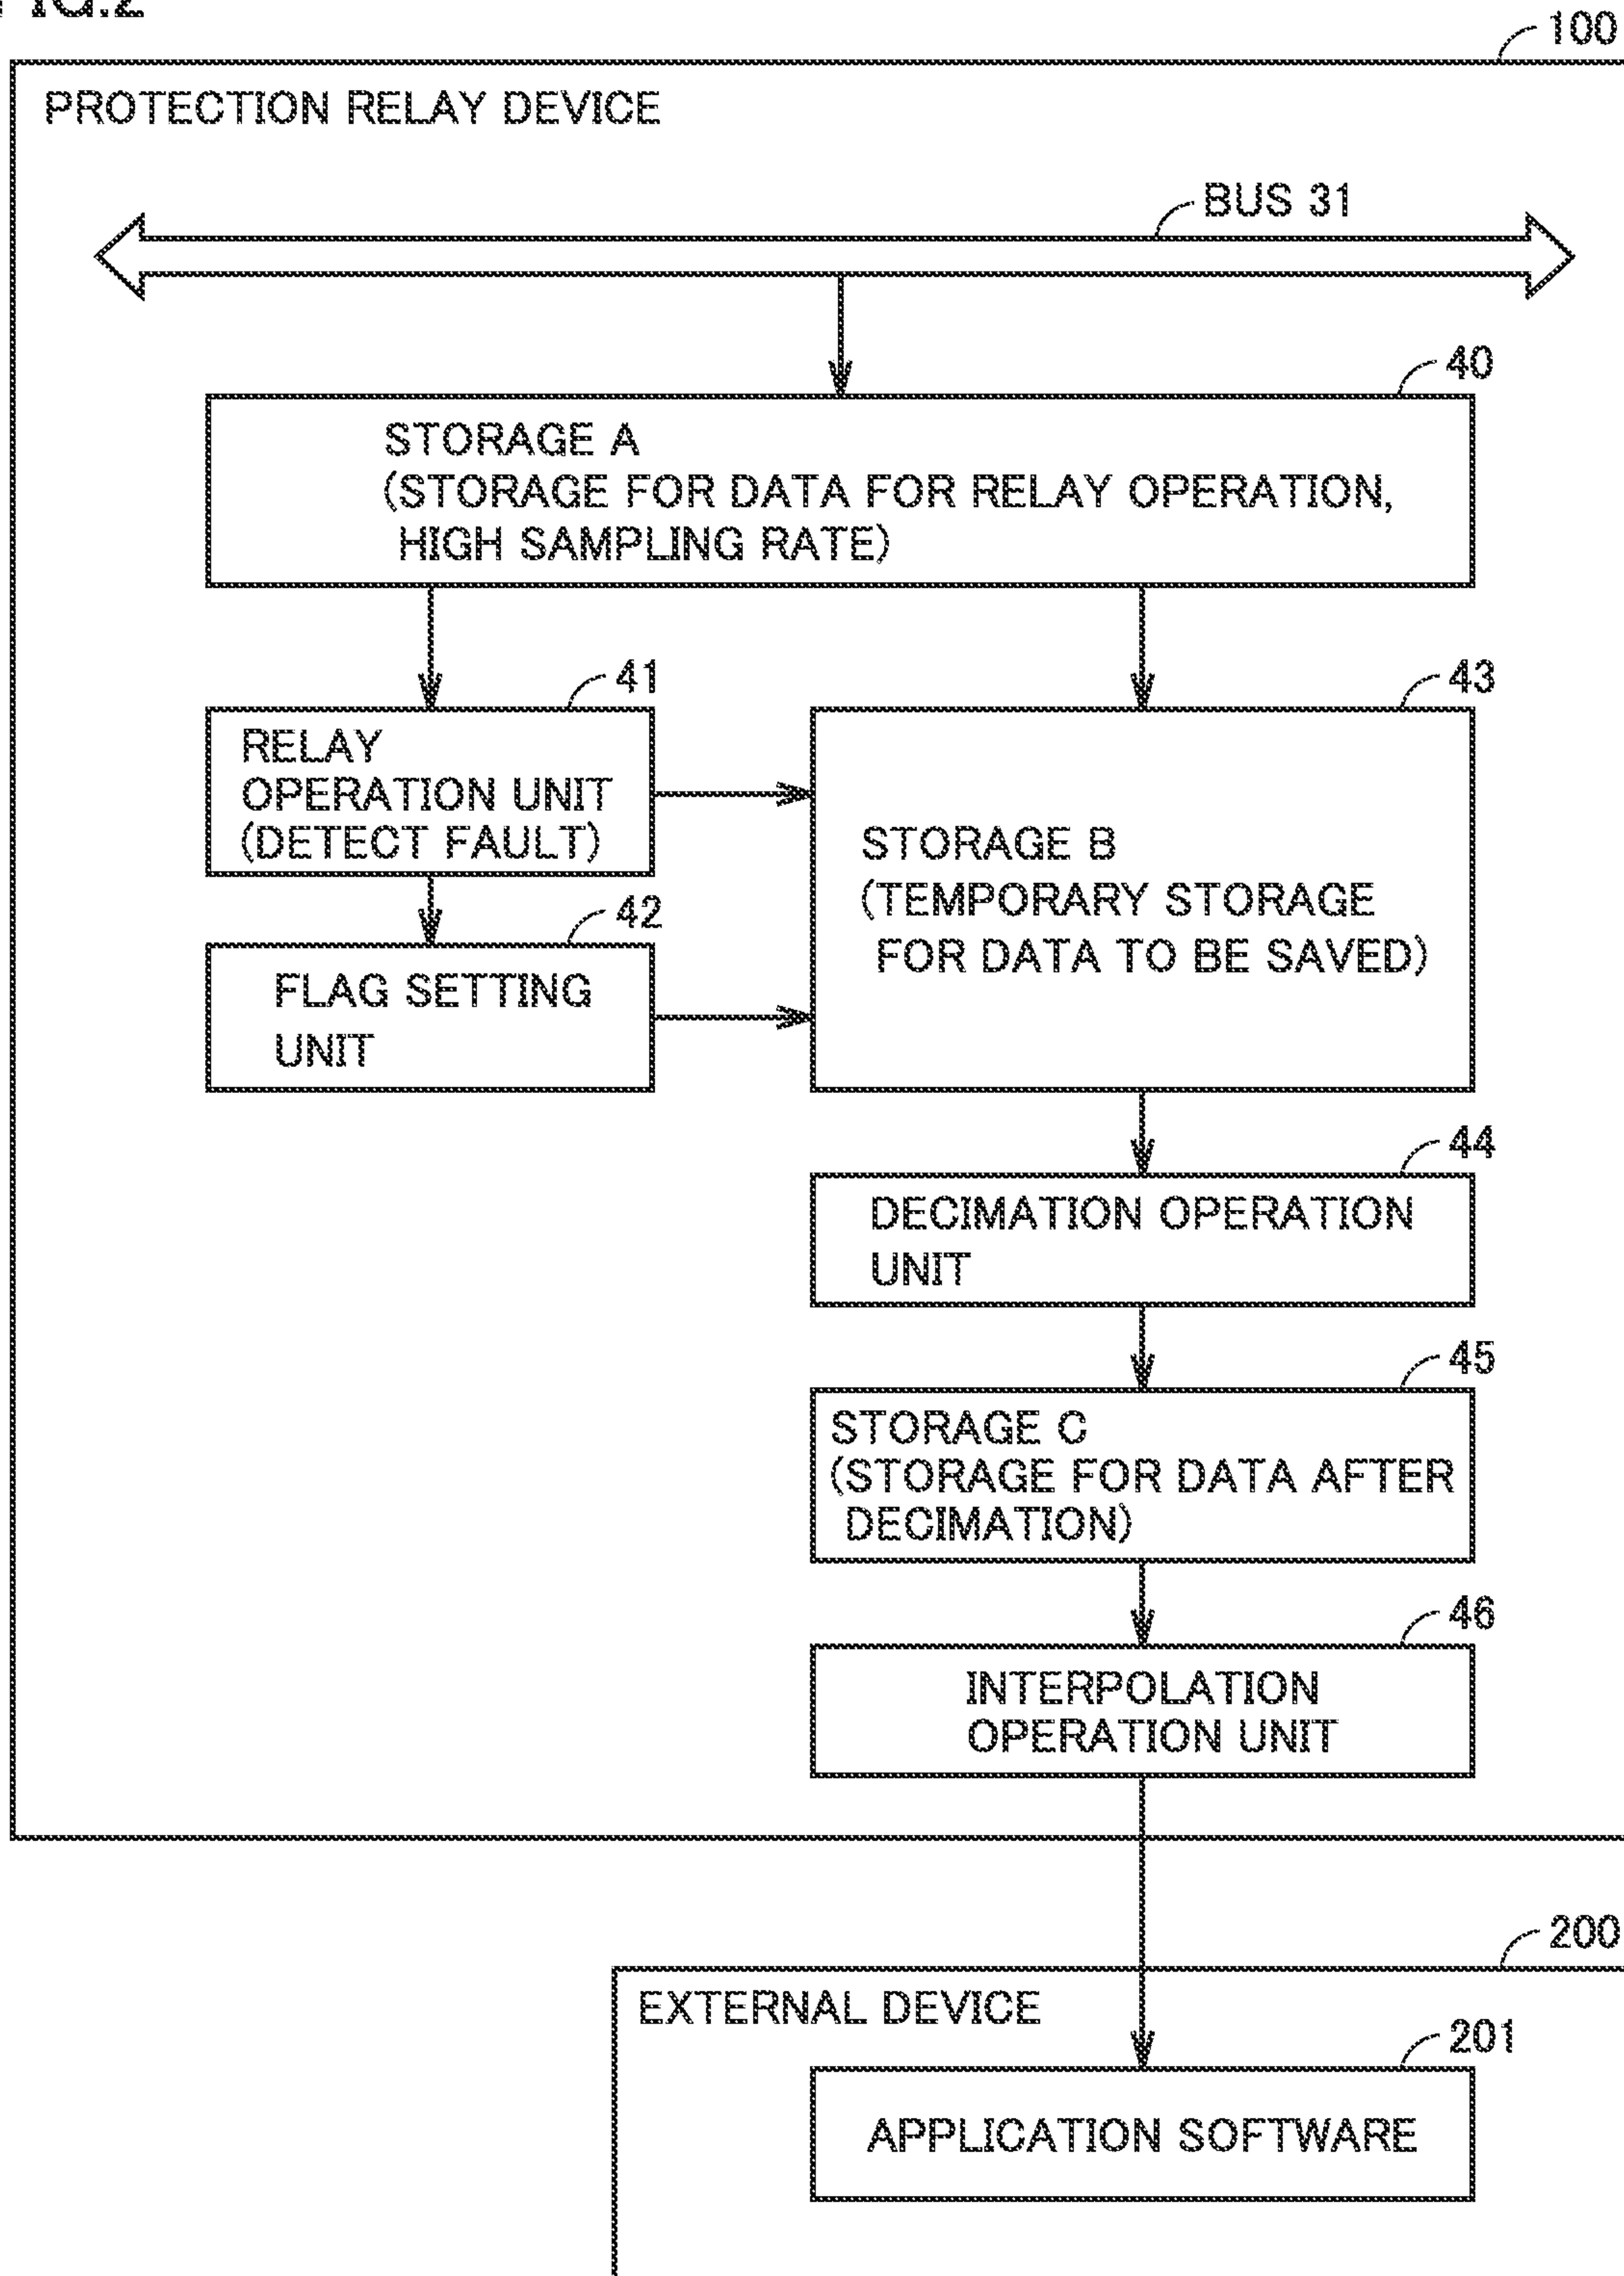 FIG.2
100
PROTECTION RELAY DEVICE
BUS 31
40
STORAGE A
(STORAGE FOR DATA FOR RELAY OPERATION,
HIGH SAMPLING RATE)
41
RELAY
OPERATION UNIT
(DETECT FAULT)
42
FLAG SETTING
UNIT
43
STORAGE B
(TEMPORARY STORAGE
FOR DATA TO BE SAVED)
44
DECIMATION OPERATION
UNIT
45
STORAGE C
(STORAGE FOR DATA AFTER
DECIMATION)
46
INTERPOLATION
OPERATION UNIT
200
EXTERNAL DEVICE
201
APPLICATION SOFTWARE